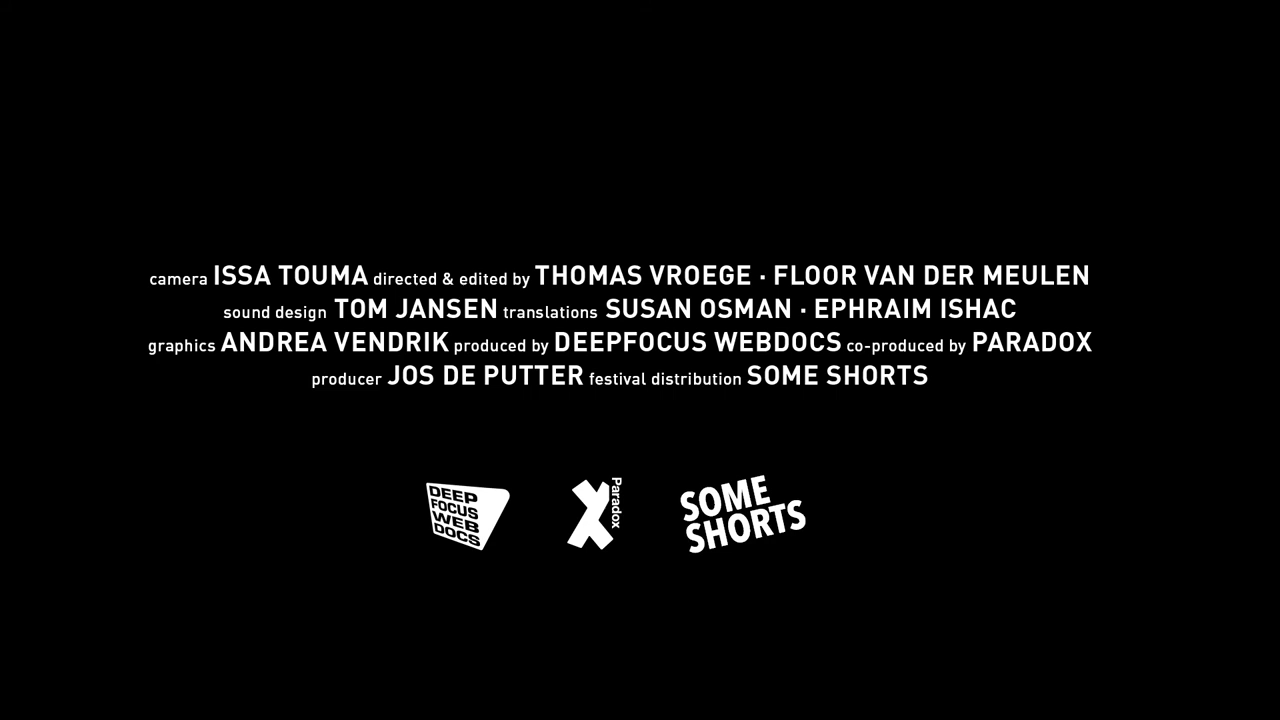 camera ISSA TOUMA directed & edited by THOMAS VROEGE · FLOOR VAN DER MEULEN
sound design TOM JANSEN translations SUSAN OSMAN · EPHRAIM ISHAC
graphics ANDREA VENDRIK produced by DEEPFOCUS WEBDOCS co-produced by PARADOX
producer JOS DE PUTTER festival distribution SOME SHORTS
DEEP
FOCUS
WEB
DOCS
Paradox
SOME
SHORTS